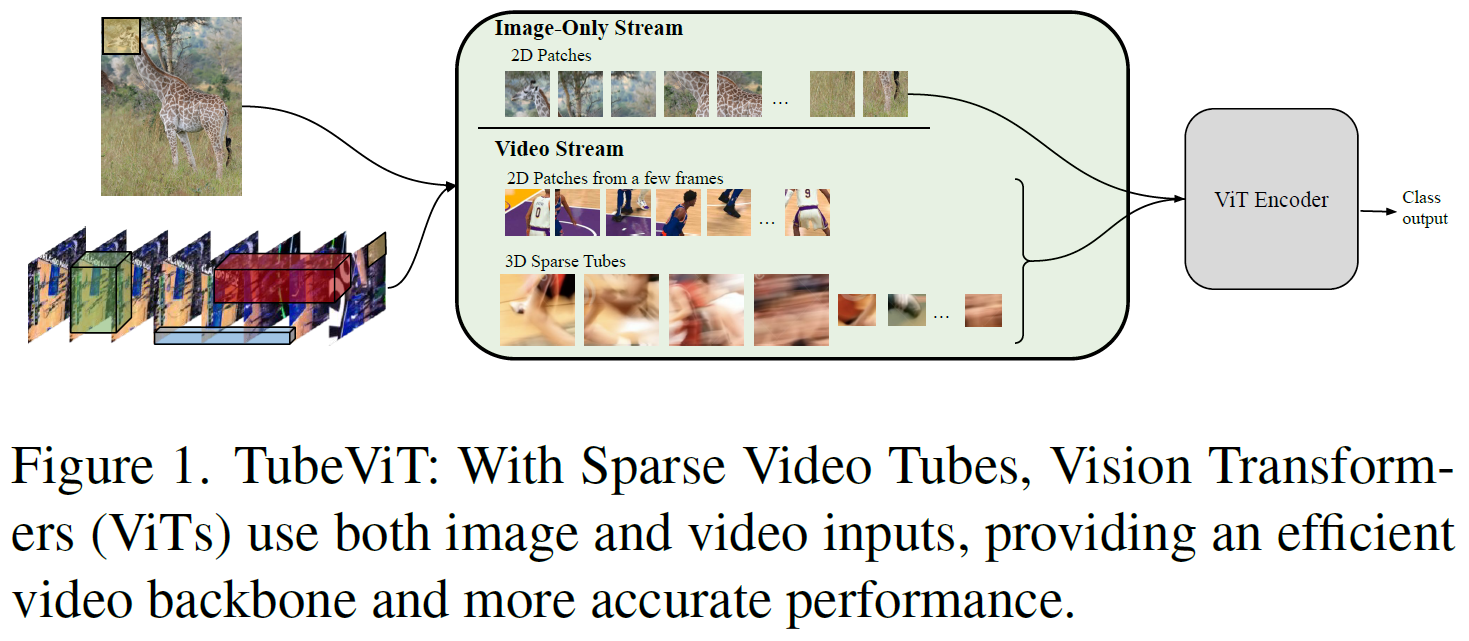 Image-Only Stream
2D Patches
...
Video Stream
2D Patches from a few frames
...
3D Sparse Tubes
...
ViT Encoder
Class
output
Figure 1. TubeViT: With Sparse Video Tubes, Vision Transform-
ers (ViTs) use both image and video inputs, providing an efficient
video backbone and more accurate performance.